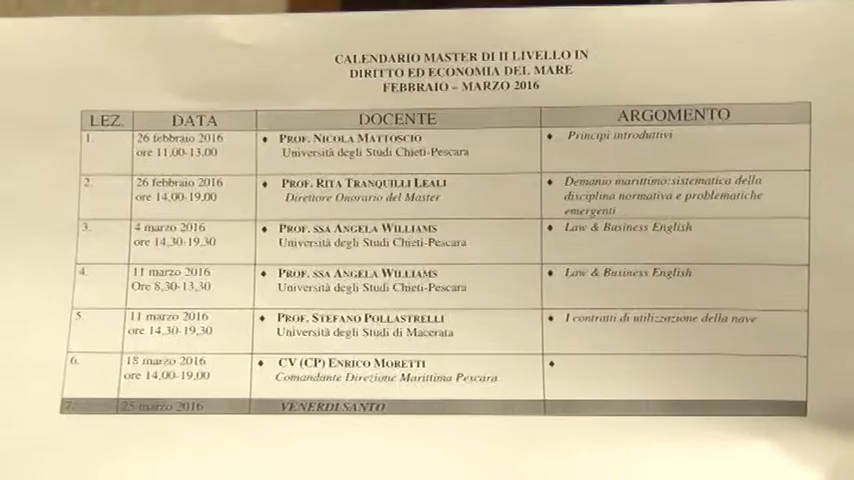 CALENDARIO MASTER DI II LIVELLO IN
DIRITTO ED ECONOMIA DEL MARE
FEBBRAIO – MARZO 2016
LEZ. DATA DOCENTE ARGOMENTO
1. 26 febbraio 2016 ♦ PROF. NICOLA MATTOSCIO ♦ Principi introduttivi
ore 11,00-13,00 Università degli Studi Chieti-Pescara
2. 26 febbraio 2016 ♦ PROF. RITA TRANQUILLI LEALI ♦ Demanio marittimo: sistematica della
ore 14,00-19,00 Direttore Onorario del Master disciplina normativa e problematiche
emergenti
3. 4 marzo 2016 ♦ PROF. SSA ANGELA WILLIAMS ♦ Law & Business English
ore 14,30-19,30 Università degli Studi Chieti-Pescara
4. 11 marzo 2016 ♦ PROF. SSA ANGELA WILLIAMS ♦ Law & Business English
Ore 8,30-13,30 Università degli Studi Chieti-Pescara
5. 11 marzo 2016 ♦ PROF. STEFANO POLLASTRELLI ♦ I contratti di utilizzazione della nave
ore 14,30-19,30 Università degli Studi di Macerata
6. 18 marzo 2016 ♦ CV (CP) ENRICO MORETTI ♦
ore 14,00-19,00 Comandante Direzione Marittima Pescara
7. 25 marzo 2016 VENERDI SANTO